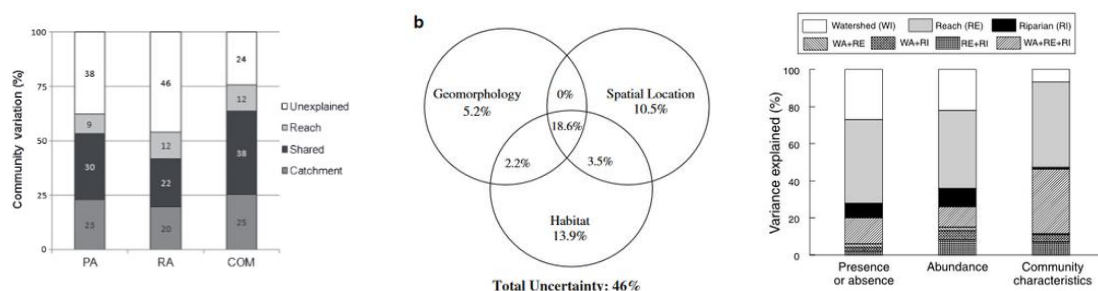 Community variation (%)
100
75
50
25
0
38
9
30
23
46
12
22
20
24
12
38
25
PA RA COM
Unexplained
Reach
Shared
Catchment
b
Geomorphology
5.2%
0%
Spatial Location
10.5%
18.6%
2.2%
3.5%
Habitat
13.9%
Total Uncertainty: 46%
Watershed (WI) Reach (RE) Riparian (RI)
WA+RE WA+RI RE+RI WA+RE+RI
Variance explained (%)
100
80
60
40
20
0
Presence
or absence
Abundance
Community
characteristics